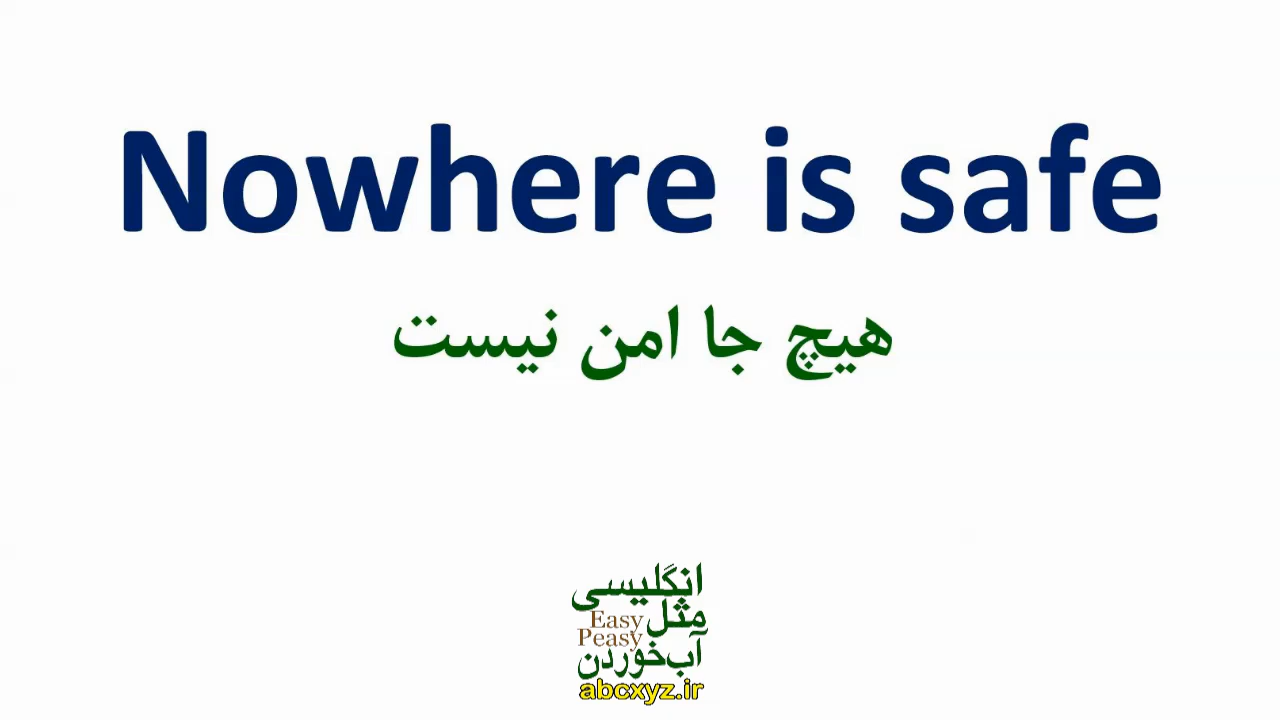 Nowhere is safe
هیچ جا امن نیست
انگلیسی
مثل
Easy
Peasy
آب‌خوردن
abcxyz.ir